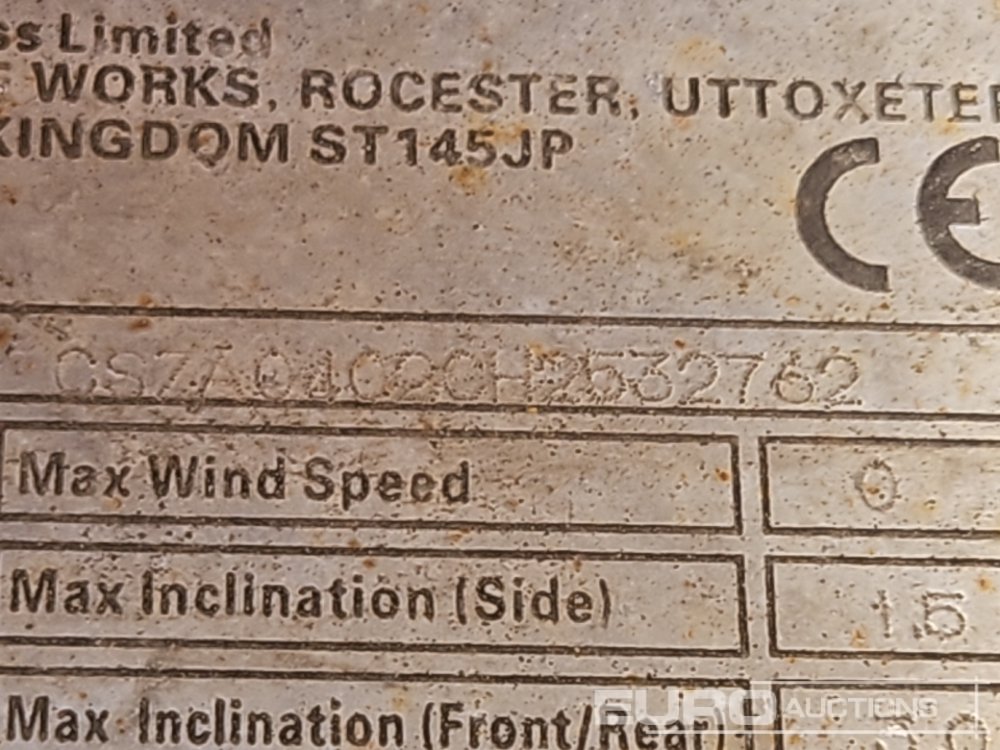 ss Limited
E WORKS, ROCESTER, UTTOXETER
KINGDOM ST145JP
CE
Max Wind Speed 0
Max Inclination (Side) 1.5
Max Inclination (Front/Rear)
EURO AUCTIONS